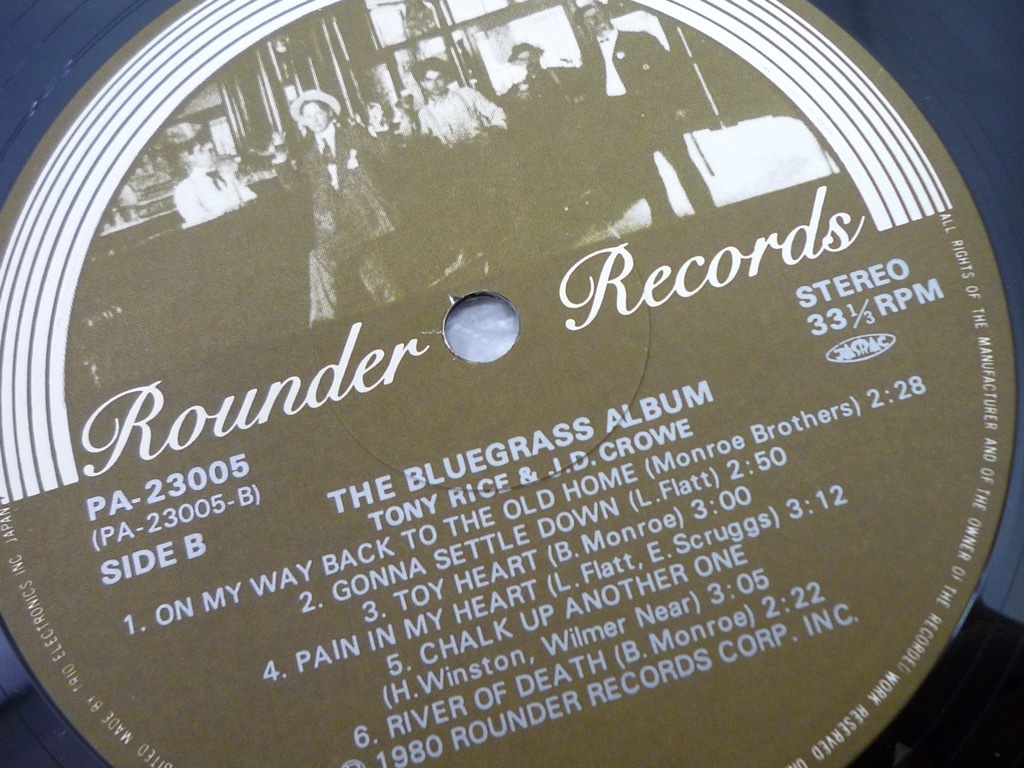 Rounder Records
STEREO
33 1/3 RPM
PA-23005
(PA-23005-B)
SIDE B
THE BLUEGRASS ALBUM
TONY RICE & J.D. CROWE
1. ON MY WAY BACK TO THE OLD HOME (Monroe Brothers) 2:28
2. GONNA SETTLE DOWN (L.Flatt) 2:50
3. TOY HEART (B. Monroe) 3:00
4. PAIN IN MY HEART (L. Flatt, E. Scruggs) 3:12
5. CHALK UP ANOTHER ONE
(H. Winston, Wilmer Near) 3:05
6. RIVER OF DEATH (B. Monroe) 2:22
© 1980 ROUNDER RECORDS CORP. INC.
ALL RIGHTS OF THE MANUFACTURER AND OF THE OWNER OF THE RECORDED WORK RESERVED
MADE BY TRIO ELECTRONICS INC JAPAN